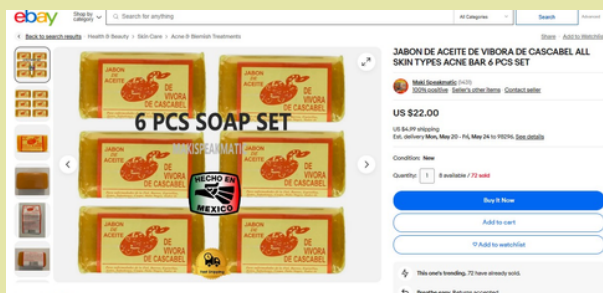 ebay
Shop by category
Search for anything
All Categories
Search
Advanced
Back to search results
Health & Beauty > Skin Care > Acne & Blemish Treatments
Share
Add to Watchlist
JABON DE ACEITE DE VIBORA DE CASCABEL ALL
SKIN TYPES ACNE BAR 6 PCS SET
Maki Speakmatic
100% positive Seller's other items Contact seller
US $22.00
US $4.99 shipping
Est. delivery Mon, May 20 - Fri, May 24 to 98296. See details
Condition: New
Quantity: 1 8 available / 72 sold
Buy It Now
Add to cart
Add to watchlist
This one's trending. 72 have already sold.
Breathe easy. Returns accepted.
JABON DE ACEITE
DE VIVORA DE CASCABEL
JABON DE ACEITE
DE VIVORA DE CASCABEL
6 PCS SOAP SET
MAKISPEAKMATIC
JABON DE ACEITE
DE VIVORA DE CASCABEL
JABON DE ACEITE
DE VIVORA DE CASCABEL
HECHO EN
MEXICO
JABON DE ACEITE
DE VIVORA DE CASCABEL
JABON DE ACEITE
DE VIVORA DE CASCABEL